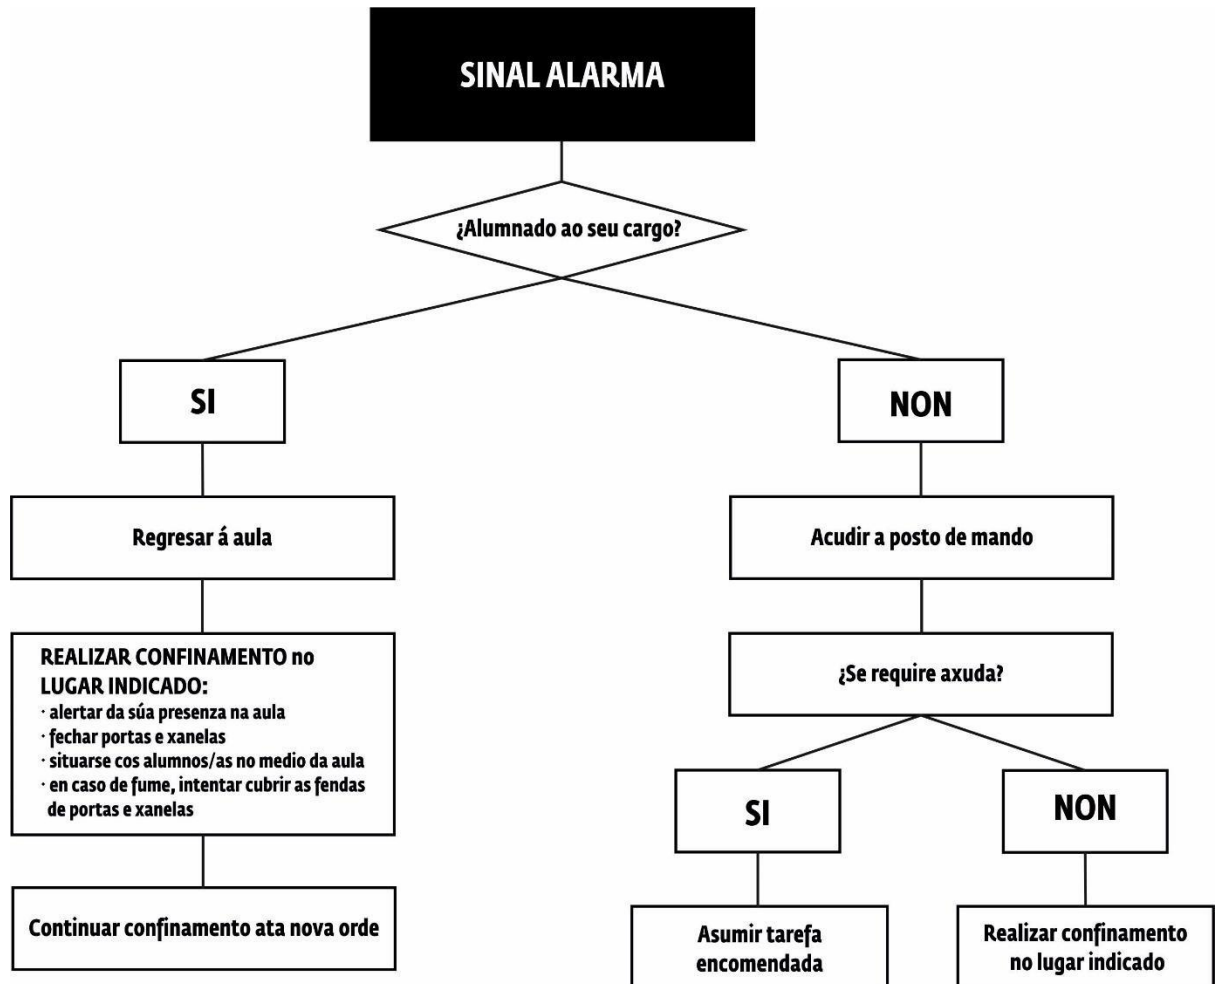 SINAL ALARMA
¿Alumnado ao seu cargo?
SI
NON
Regresar á aula
Acudir a posto de mando
REALIZAR CONFINAMENTO no
LUGAR INDICADO:
· alertar da súa presenza na aula
· fechar portas e xanelas
· situarse cos alumnos/as no medio da aula
· en caso de fume, intentar cubrir as fendas
de portas e xanelas
¿Se require axuda?
SI
NON
Continuar confinamento ata nova orde
Asumir tarefa
encomendada
Realizar confinamento
no lugar indicado